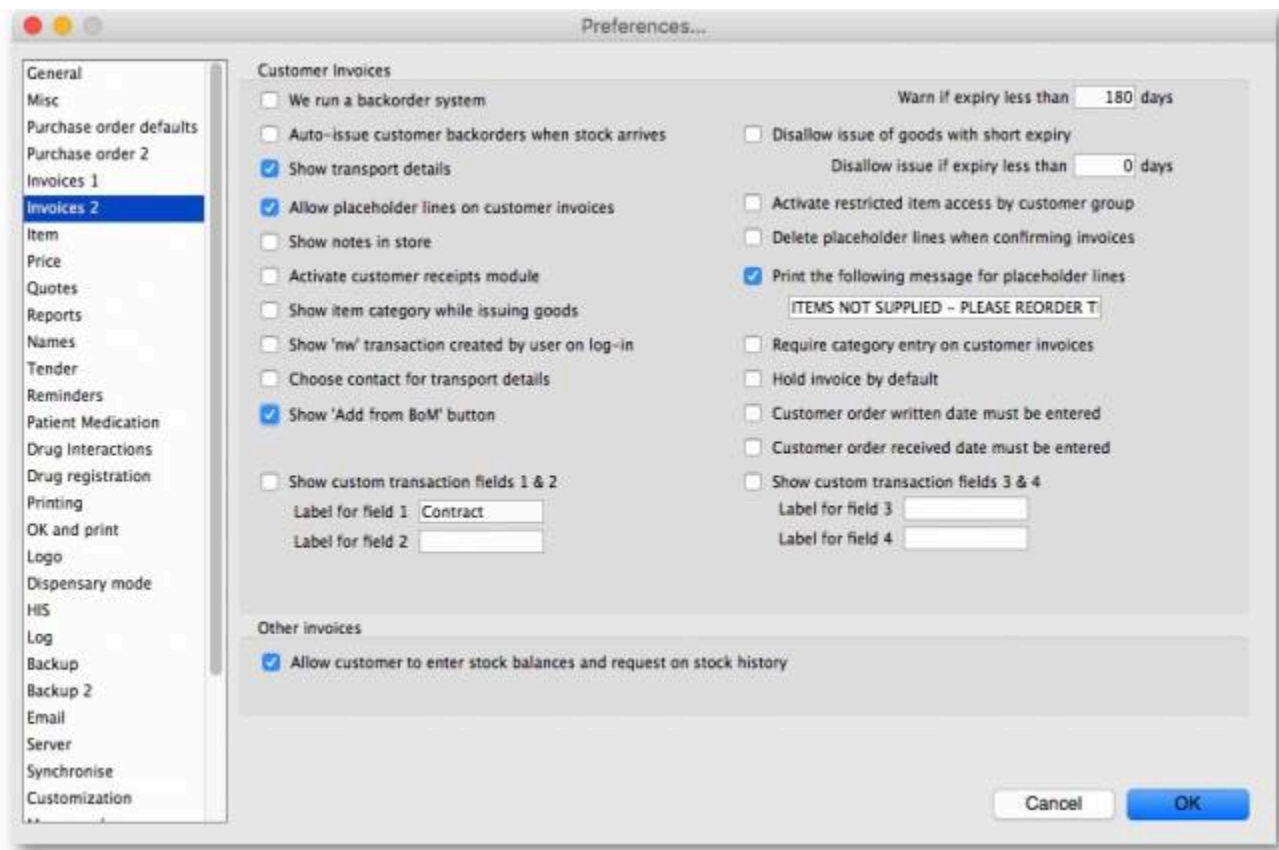 Preferences...
General
Misc
Purchase order defaults
Purchase order 2
Invoices 1
Invoices 2
Item
Price
Quotes
Reports
Names
Tender
Reminders
Patient Medication
Drug Interactions
Drug registration
Printing
OK and print
Logo
Dispensary mode
HIS
Log
Backup
Backup 2
Email
Server
Synchronise
Customization
Customer Invoices
We run a backorder system
Auto-issue customer backorders when stock arrives
Show transport details
Allow placeholder lines on customer invoices
Show notes in store
Activate customer receipts module
Show item category while issuing goods
Show 'nw' transaction created by user on log-in
Choose contact for transport details
Show 'Add from BoM' button
Show custom transaction fields 1 & 2
Label for field 1 Contract
Label for field 2
Warn if expiry less than 180 days
Disallow issue of goods with short expiry
Disallow issue if expiry less than 0 days
Activate restricted item access by customer group
Delete placeholder lines when confirming invoices
Print the following message for placeholder lines
ITEMS NOT SUPPLIED - PLEASE REORDER T
Require category entry on customer invoices
Hold invoice by default
Customer order written date must be entered
Customer order received date must be entered
Show custom transaction fields 3 & 4
Label for field 3
Label for field 4
Other invoices
Allow customer to enter stock balances and request on stock history
Cancel
OK